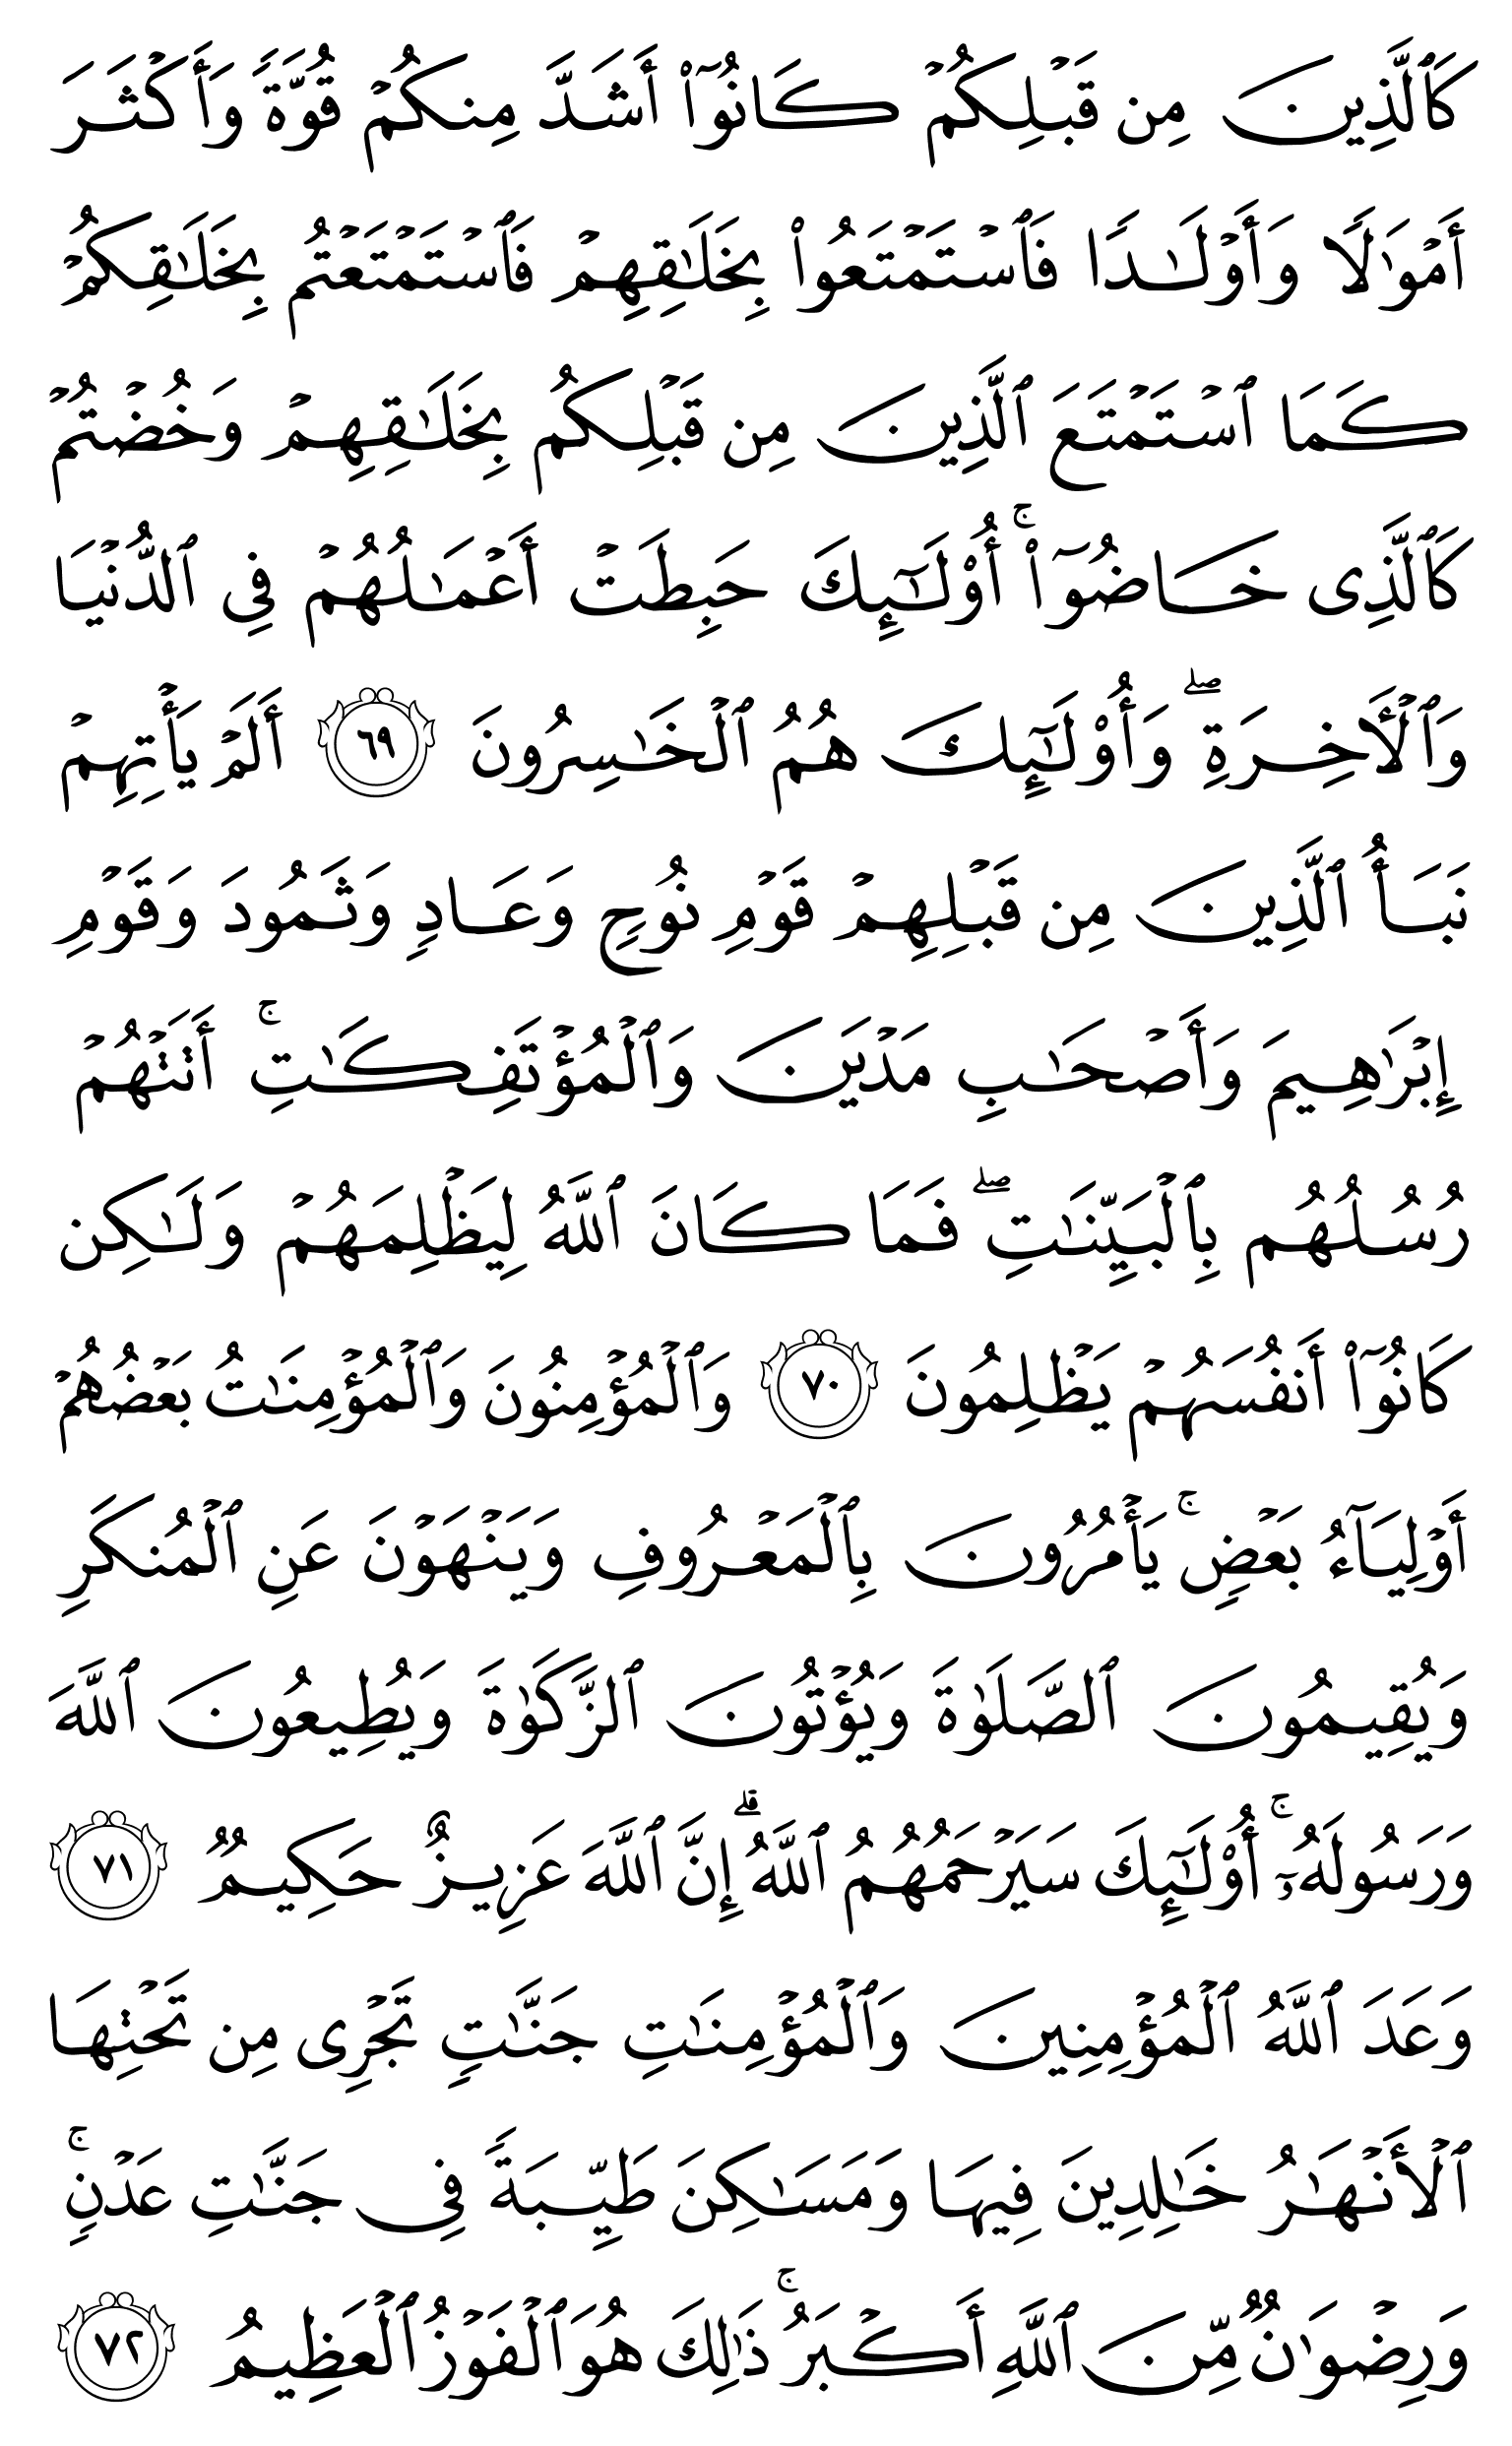 كَٱلَّذِينَ مِن قَبْلِكُمْ كَانُوٓا۟ أَشَدَّ مِنكُمْ قُوَّةً وَأَكْثَرَ
أَمْوَٰلًا وَأَوْلَـٰدًا فَٱسْتَمْتَعُوا۟ بِخَلَـٰقِهِمْ فَٱسْتَمْتَعْتُم بِخَلَـٰقِكُمْ
كَمَا ٱسْتَمْتَعَ ٱلَّذِينَ مِن قَبْلِكُم بِخَلَـٰقِهِمْ وَخُضْتُمْ
كَٱلَّذِى خَاضُوٓا۟ ۚ أُو۟لَـٰٓئِكَ حَبِطَتْ أَعْمَـٰلُهُمْ فِى ٱلدُّنْيَا
وَٱلْـَٔاخِرَةِ ۖ وَأُو۟لَـٰٓئِكَ هُمُ ٱلْخَـٰسِرُونَ ٦٩ أَلَمْ يَأْتِهِمْ
نَبَأُ ٱلَّذِينَ مِن قَبْلِهِمْ قَوْمِ نُوحٍ وَعَادٍ وَثَمُودَ وَقَوْمِ
إِبْرَٰهِيمَ وَأَصْحَـٰبِ مَدْيَنَ وَٱلْمُؤْتَفِكَـٰتِ ۚ أَتَتْهُمْ
رُسُلُهُم بِٱلْبَيِّنَـٰتِ ۖ فَمَا كَانَ ٱللَّهُ لِيَظْلِمَهُمْ وَلَـٰكِن
كَانُوٓا۟ أَنفُسَهُمْ يَظْلِمُونَ ٧٠ وَٱلْمُؤْمِنُونَ وَٱلْمُؤْمِنَـٰتُ بَعْضُهُمْ
أَوْلِيَآءُ بَعْضٍ ۚ يَأْمُرُونَ بِٱلْمَعْرُوفِ وَيَنْهَوْنَ عَنِ ٱلْمُنكَرِ
وَيُقِيمُونَ ٱلصَّلَوٰةَ وَيُؤْتُونَ ٱلزَّكَوٰةَ وَيُطِيعُونَ ٱللَّهَ
وَرَسُولَهُۥٓ ۚ أُو۟لَـٰٓئِكَ سَيَرْحَمُهُمُ ٱللَّهُ ۗ إِنَّ ٱللَّهَ عَزِيزٌ حَكِيمٌ ٧١
وَعَدَ ٱللَّهُ ٱلْمُؤْمِنِينَ وَٱلْمُؤْمِنَـٰتِ جَنَّـٰتٍ تَجْرِى مِن تَحْتِهَا
ٱلْأَنْهَـٰرُ خَـٰلِدِينَ فِيهَا وَمَسَـٰكِنَ طَيِّبَةً فِى جَنَّـٰتِ عَدْنٍ ۚ
وَرِضْوَٰنٌ مِّنَ ٱللَّهِ أَكْبَرُ ۚ ذَٰلِكَ هُوَ ٱلْفَوْزُ ٱلْعَظِيمُ ٧٢